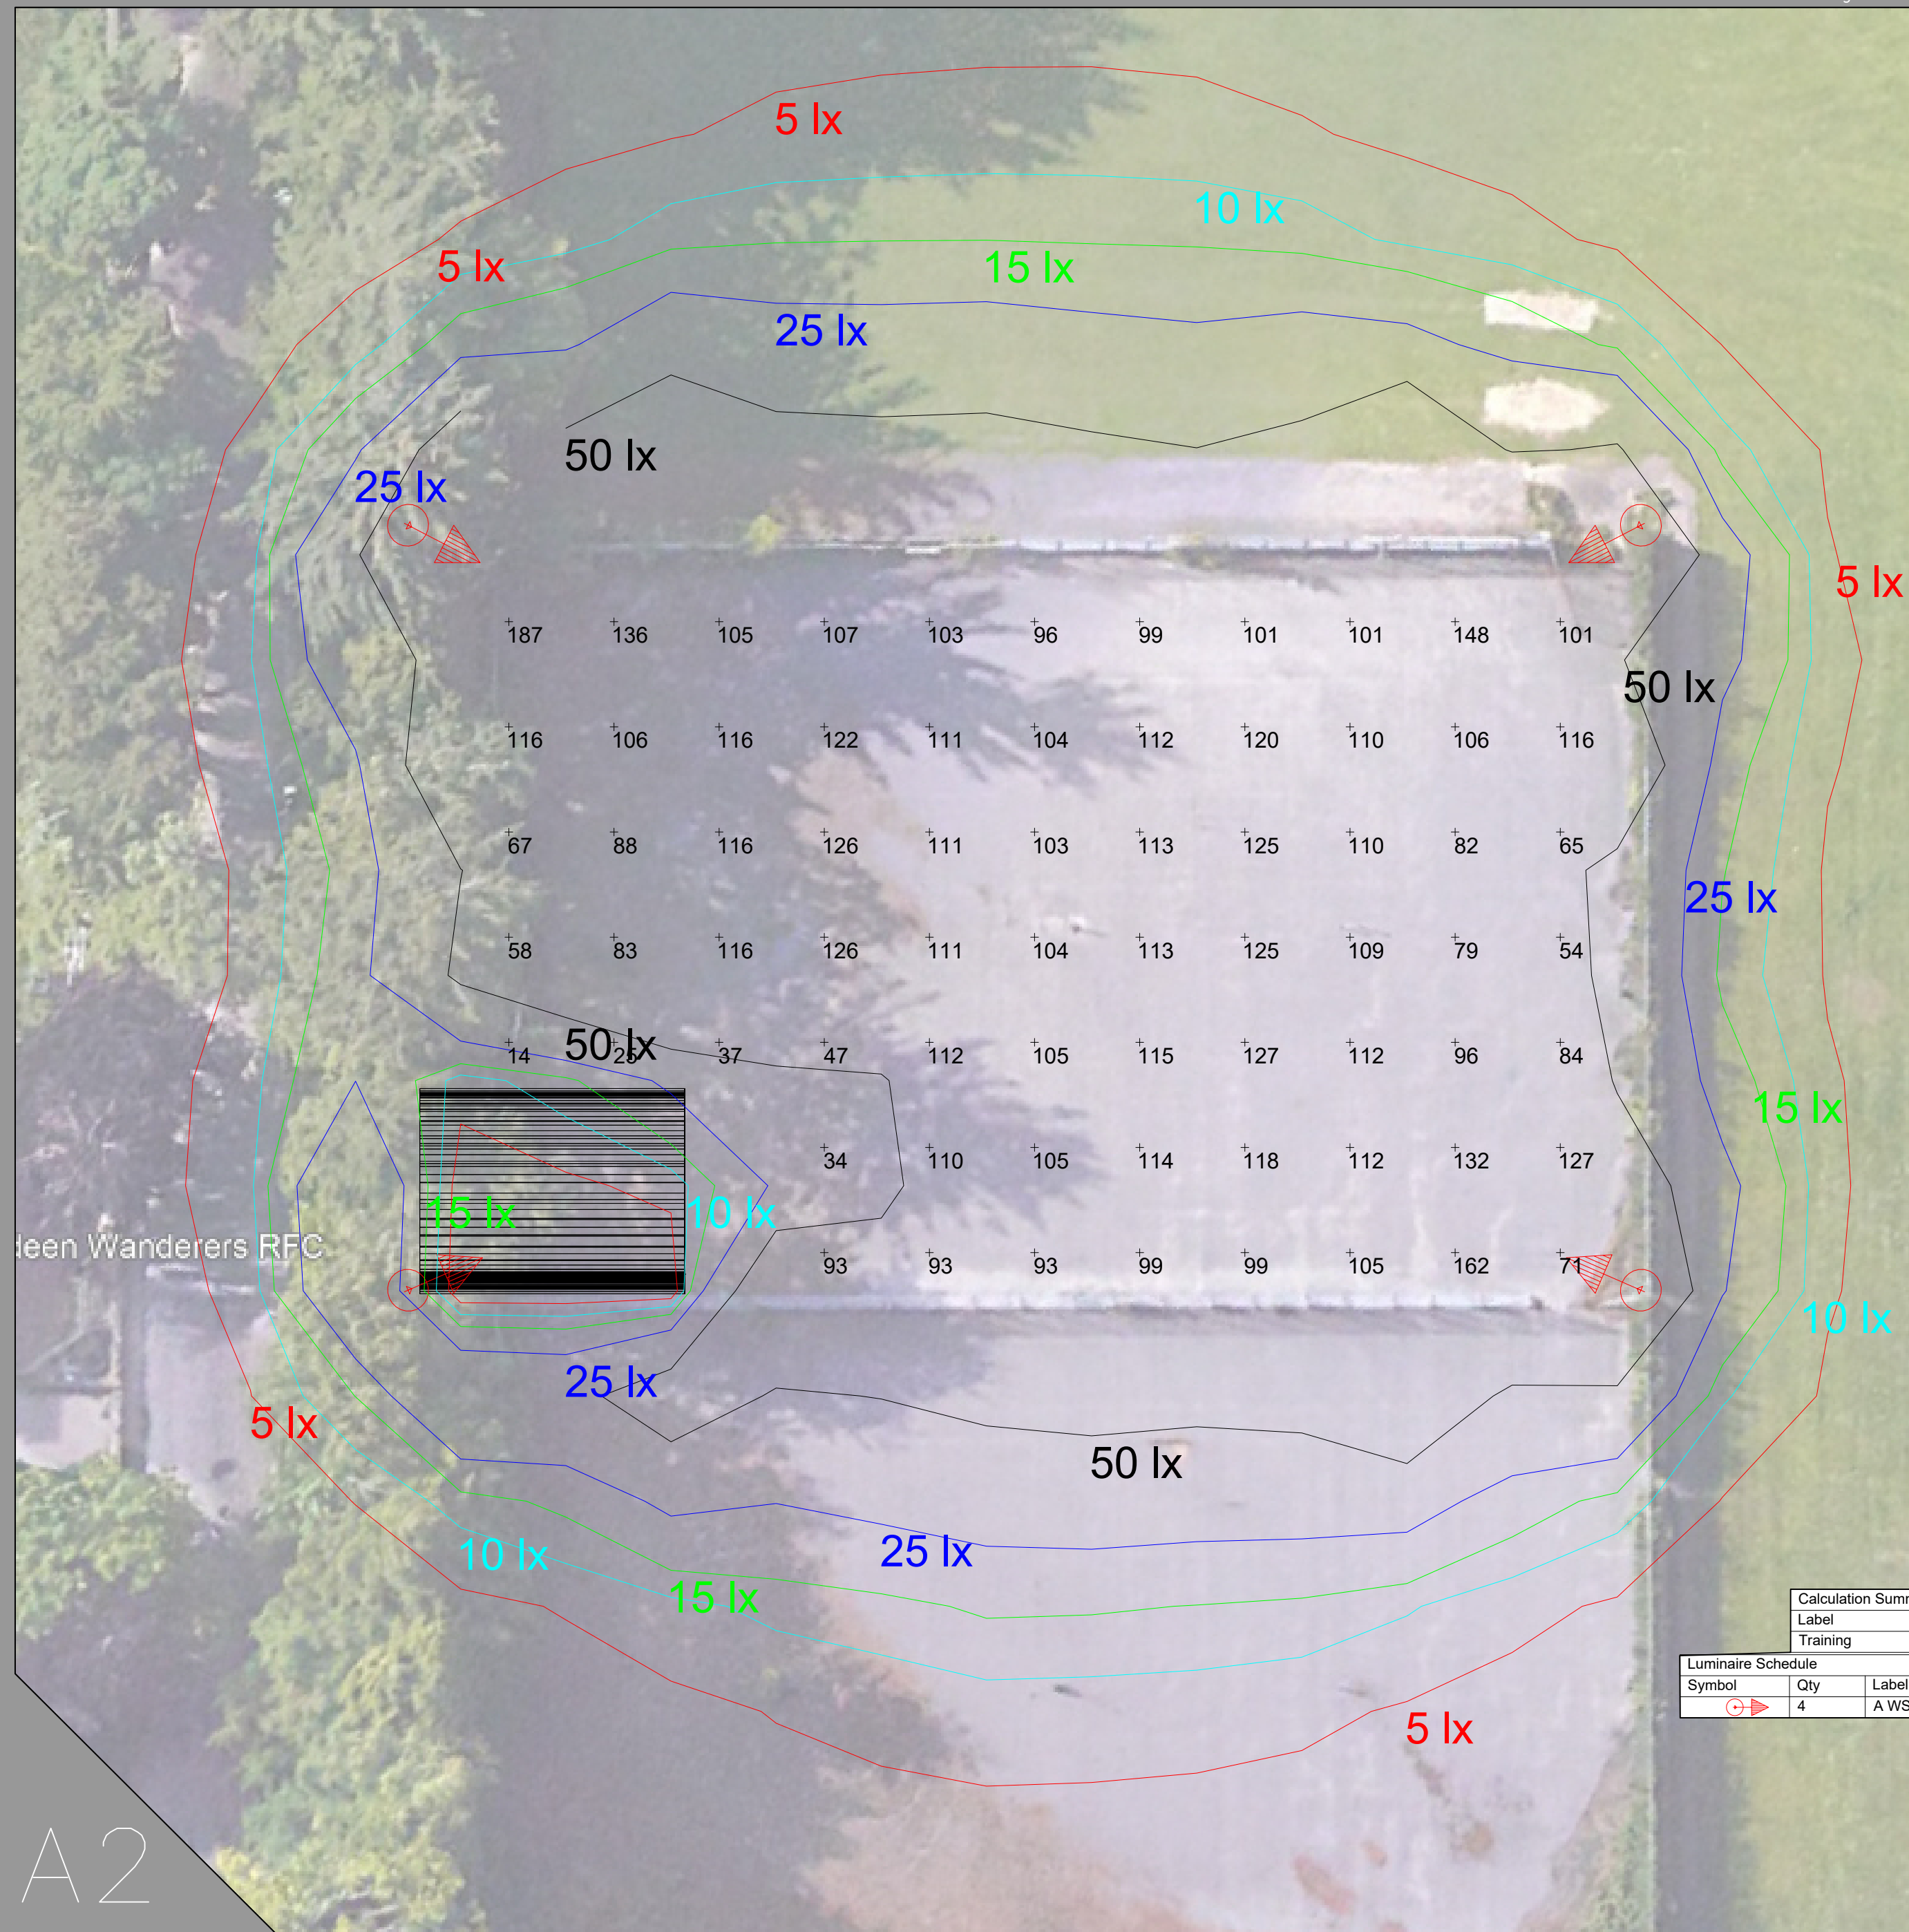 5 lx
10 lx
5 lx
15 lx
25 lx
50 lx
25 lx
5 lx
187 136 105 107 103 96 99 101 101 148 101
50 lx
116 106 116 122 111 104 112 120 110 106 116
67 88 116 126 111 103 113 125 110 82 65
25 lx
58 83 116 126 111 104 113 125 109 79 54
50 lx
14 25 37 47 112 105 115 127 112 96 84
15 lx
34 110 105 114 118 112 132 127
15 lx
10 lx
deen Wanderers RFC
93 93 93 99 99 105 162 71
10 lx
25 lx
5 lx
50 lx
10 lx
25 lx
15 lx
5 lx
Calculation Summ
Label
Training
Luminaire Schedule
Symbol Qty Label
4 A WS
A2